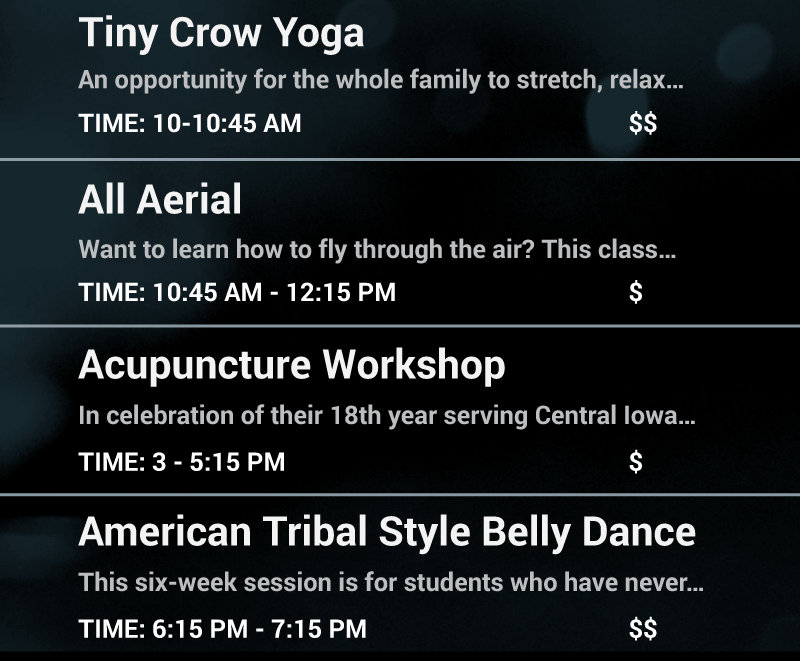 Tiny Crow Yoga
An opportunity for the whole family to stretch, relax...
TIME: 10-10:45 AM $$
All Aerial
Want to learn how to fly through the air? This class...
TIME: 10:45 AM - 12:15 PM $
Acupuncture Workshop
In celebration of their 18th year serving Central Iowa...
TIME: 3 - 5:15 PM $
American Tribal Style Belly Dance
This six-week session is for students who have never...
TIME: 6:15 PM - 7:15 PM $$